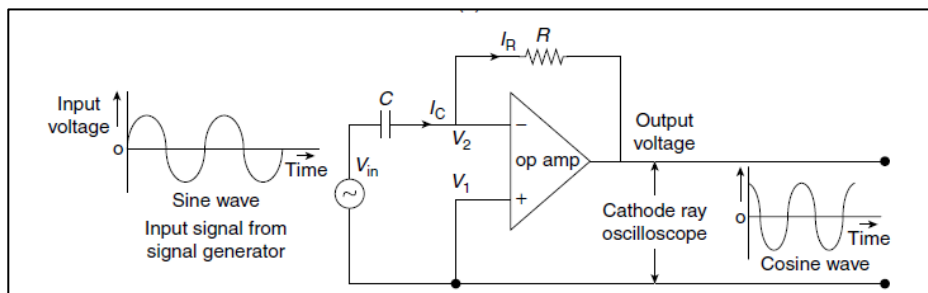 Input
voltage
o
Time
Sine wave
Input signal from
signal generator
V_in
~
C
I_C
I_R
R
V_2
V_1
−
+
op amp
Output
voltage
Cathode ray
oscilloscope
o
Time
Cosine wave